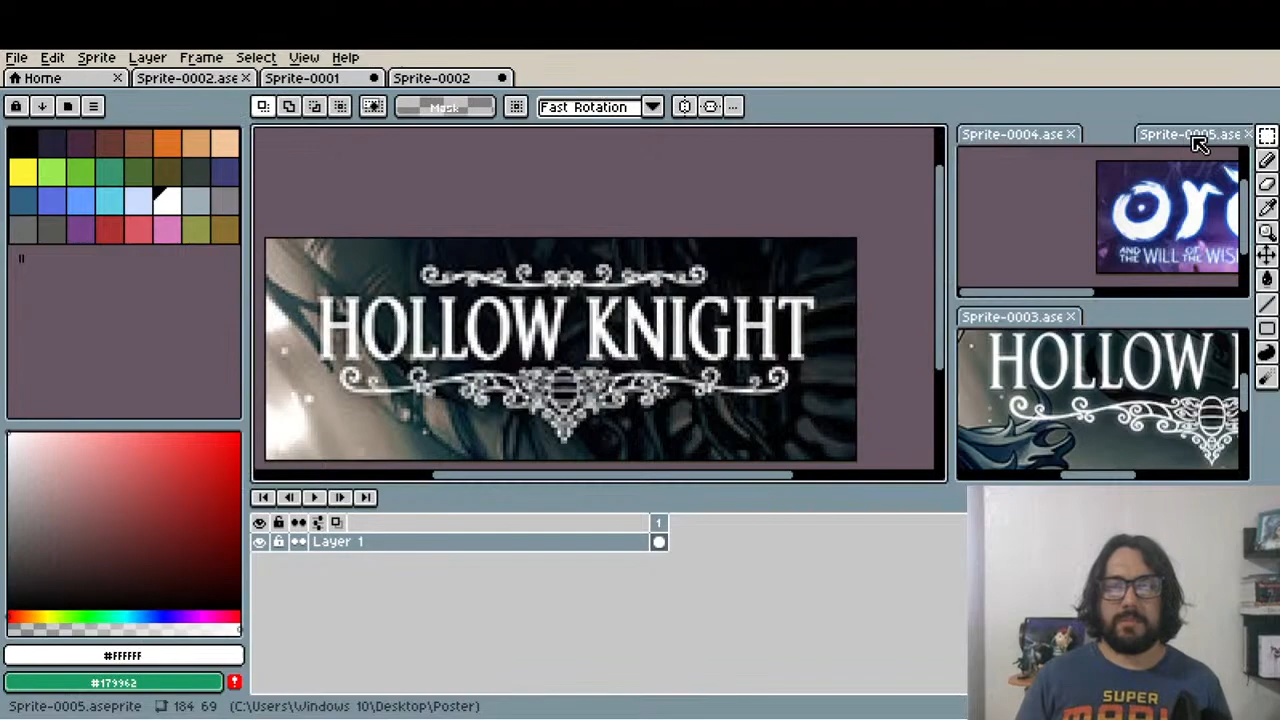 File Edit Sprite Layer Frame Select View Help
Home Sprite-0002.ase Sprite-0001 Sprite-0002
Mask Fast Rotation
Sprite-0004.ase Sprite-0005.ase
ori
AND THE WILL OF THE WIS
HOLLOW KNIGHT
Sprite-0003.ase
HOLLOW
1
Layer 1
#FFFFFF
#179962
Sprite-0005.aseprite 184 69 (C:\Users\Windows 10\Desktop\Poster)
SUPER